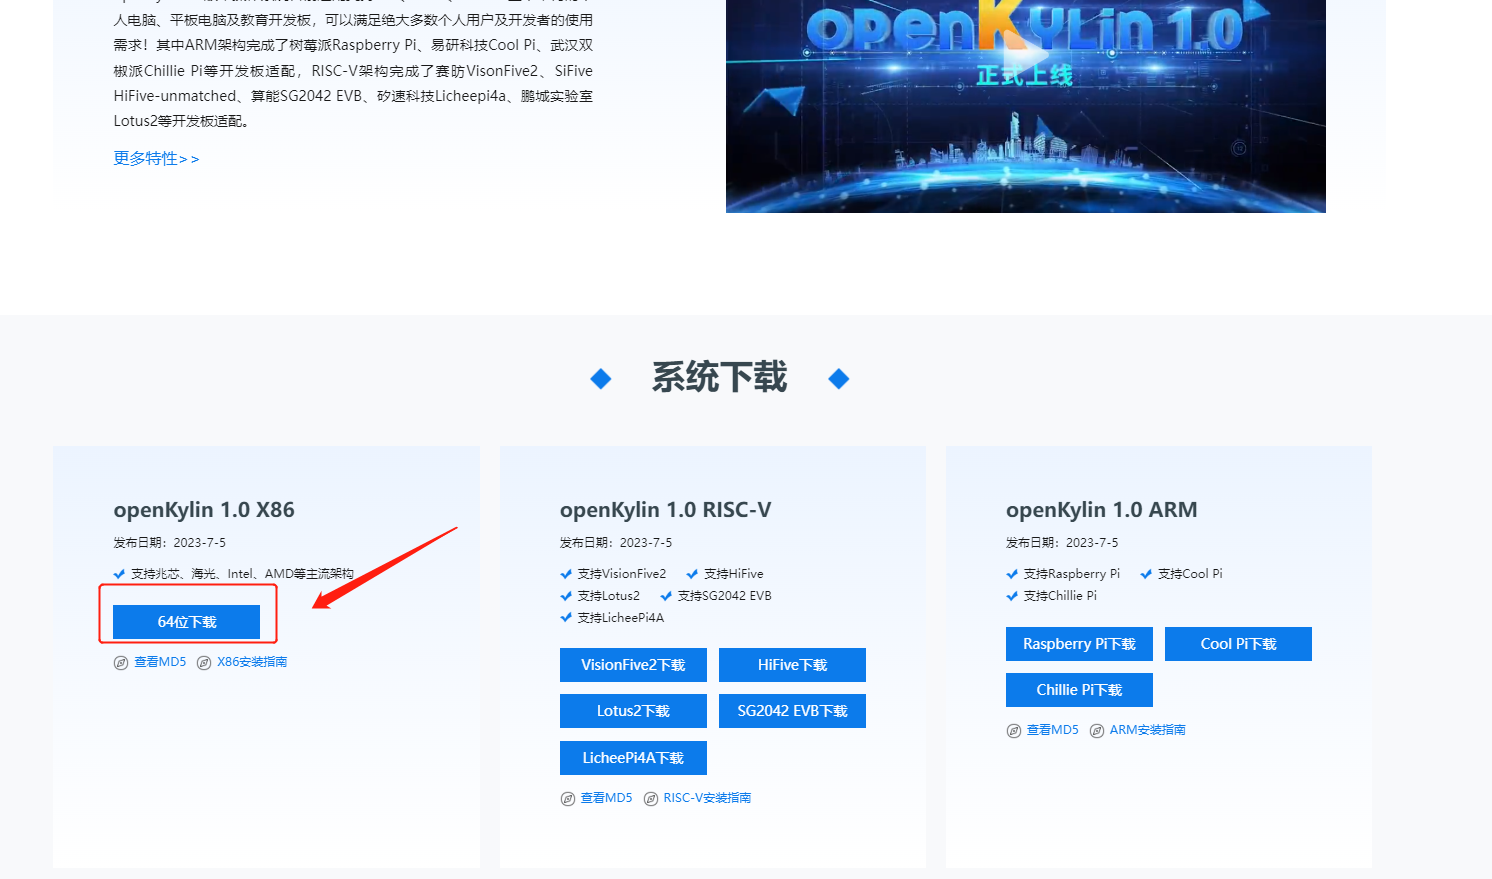 人电脑、平板电脑及教育开发板，可以满足绝大多数个人用户及开发者的使用
需求！其中ARM架构完成了树莓派Raspberry Pi、易研科技Cool Pi、武汉双
椒派Chillie Pi等开发板适配，RISC-V架构完成了赛昉VisonFive2、SiFive
HiFive-unmatched、算能SG2042 EVB、矽速科技Licheepi4a、鹏城实验室
Lotus2等开发板适配。
更多特性>>
openKylin 1.0
正式上线
系统下载
openKylin 1.0 X86
发布日期：2023-7-5
支持兆芯、海光、Intel、AMD等主流架构
64位下载
查看MD5 X86安装指南
openKylin 1.0 RISC-V
发布日期：2023-7-5
支持VisionFive2 支持HiFive
支持Lotus2 支持SG2042 EVB
支持LicheePi4A
VisionFive2下载 HiFive下载
Lotus2下载 SG2042 EVB下载
LicheePi4A下载
查看MD5 RISC-V安装指南
openKylin 1.0 ARM
发布日期：2023-7-5
支持Raspberry Pi 支持Cool Pi
支持Chillie Pi
Raspberry Pi下载 Cool Pi下载
Chillie Pi下载
查看MD5 ARM安装指南